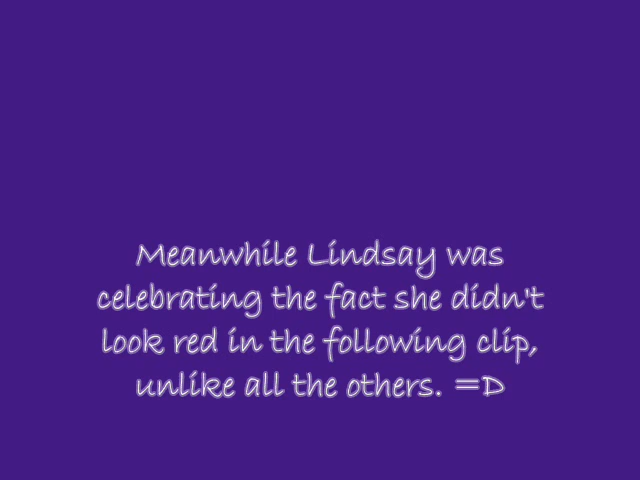 Meanwhile Lindsay was
celebrating the fact she didn't
look red in the following clip,
unlike all the others. =D